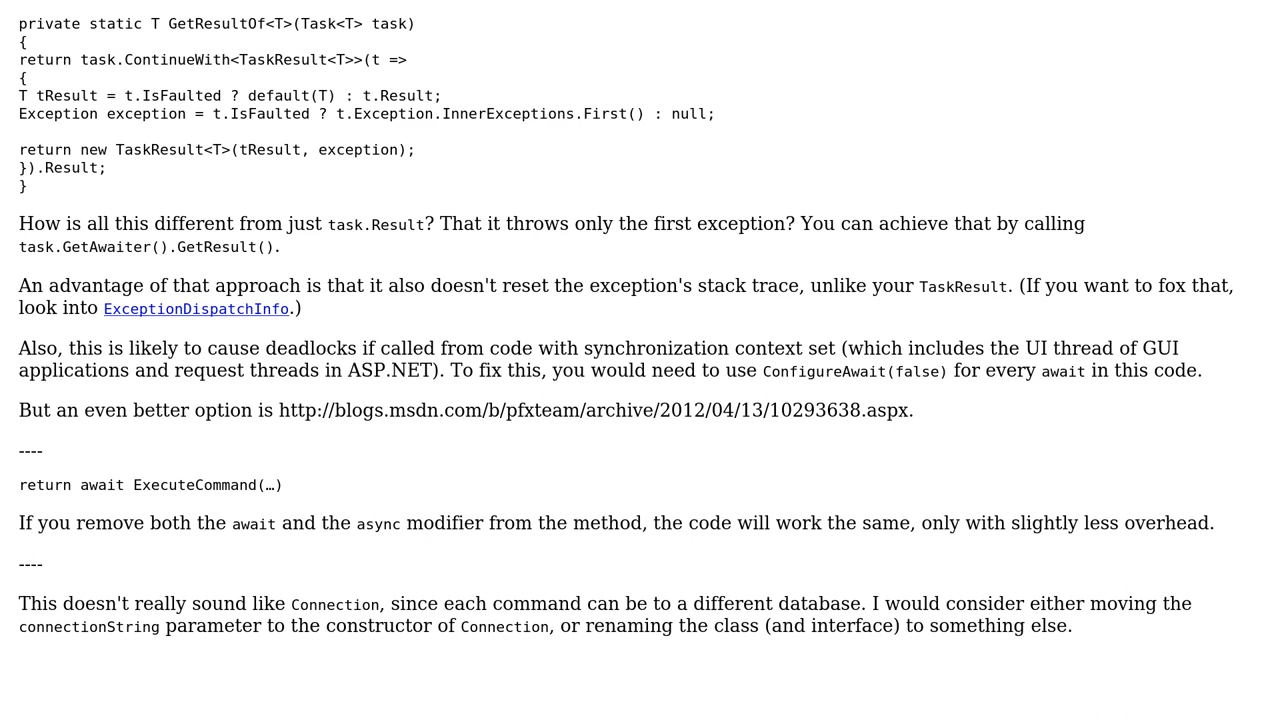 private static T GetResultOf<T>(Task<T> task)
{
return task.ContinueWith<TaskResult<T>>(t =>
{
T tResult = t.IsFaulted ? default(T) : t.Result;
Exception exception = t.IsFaulted ? t.Exception.InnerExceptions.First() : null;

return new TaskResult<T>(tResult, exception);
}).Result;
}
How is all this different from just task.Result? That it throws only the first exception? You can achieve that by calling
task.GetAwaiter().GetResult().
An advantage of that approach is that it also doesn't reset the exception's stack trace, unlike your TaskResult. (If you want to fox that,
look into ExceptionDispatchInfo.)
Also, this is likely to cause deadlocks if called from code with synchronization context set (which includes the UI thread of GUI
applications and request threads in ASP.NET). To fix this, you would need to use ConfigureAwait(false) for every await in this code.
But an even better option is http://blogs.msdn.com/b/pfxteam/archive/2012/04/13/10293638.aspx.
----
return await ExecuteCommand(…)
If you remove both the await and the async modifier from the method, the code will work the same, only with slightly less overhead.
----
This doesn't really sound like Connection, since each command can be to a different database. I would consider either moving the
connectionString parameter to the constructor of Connection, or renaming the class (and interface) to something else.